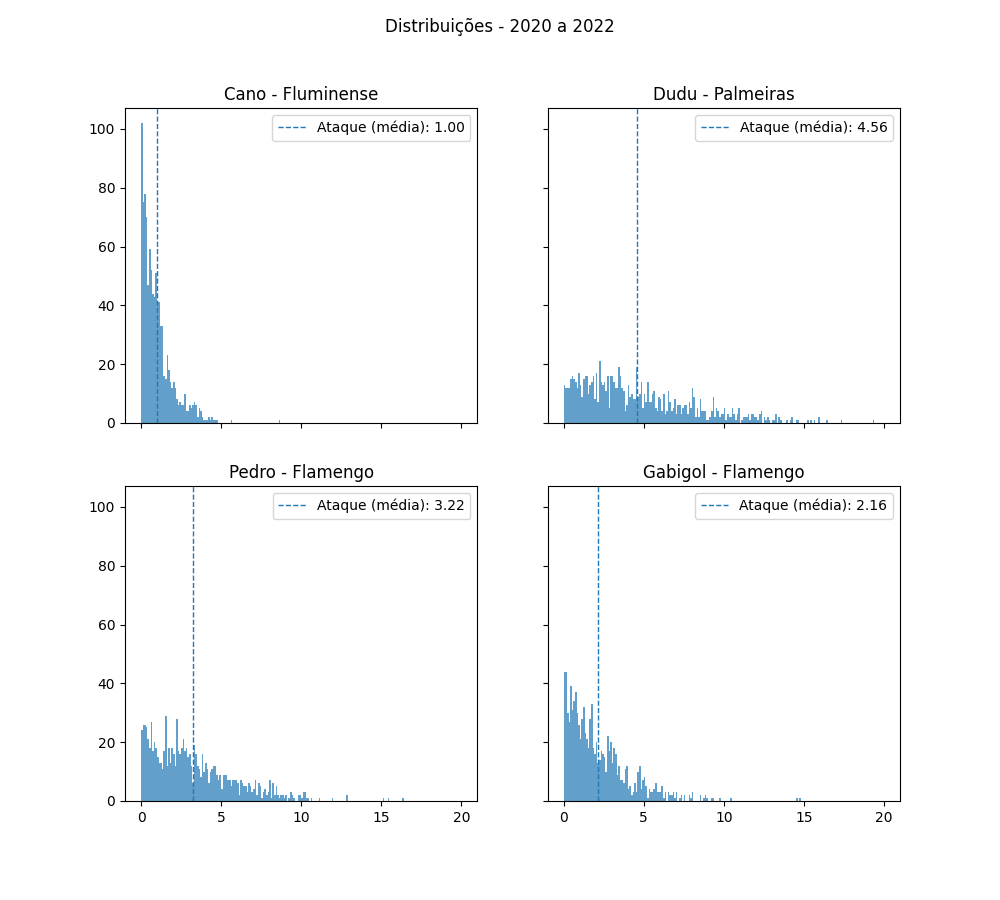 Distribuições - 2020 a 2022
Cano - Fluminense
Ataque (média): 1.00
100
80
60
40
20
0
Dudu - Palmeiras
Ataque (média): 4.56
Pedro - Flamengo
Ataque (média): 3.22
100
80
60
40
20
0
0 5 10 15 20
Gabigol - Flamengo
Ataque (média): 2.16
0 5 10 15 20